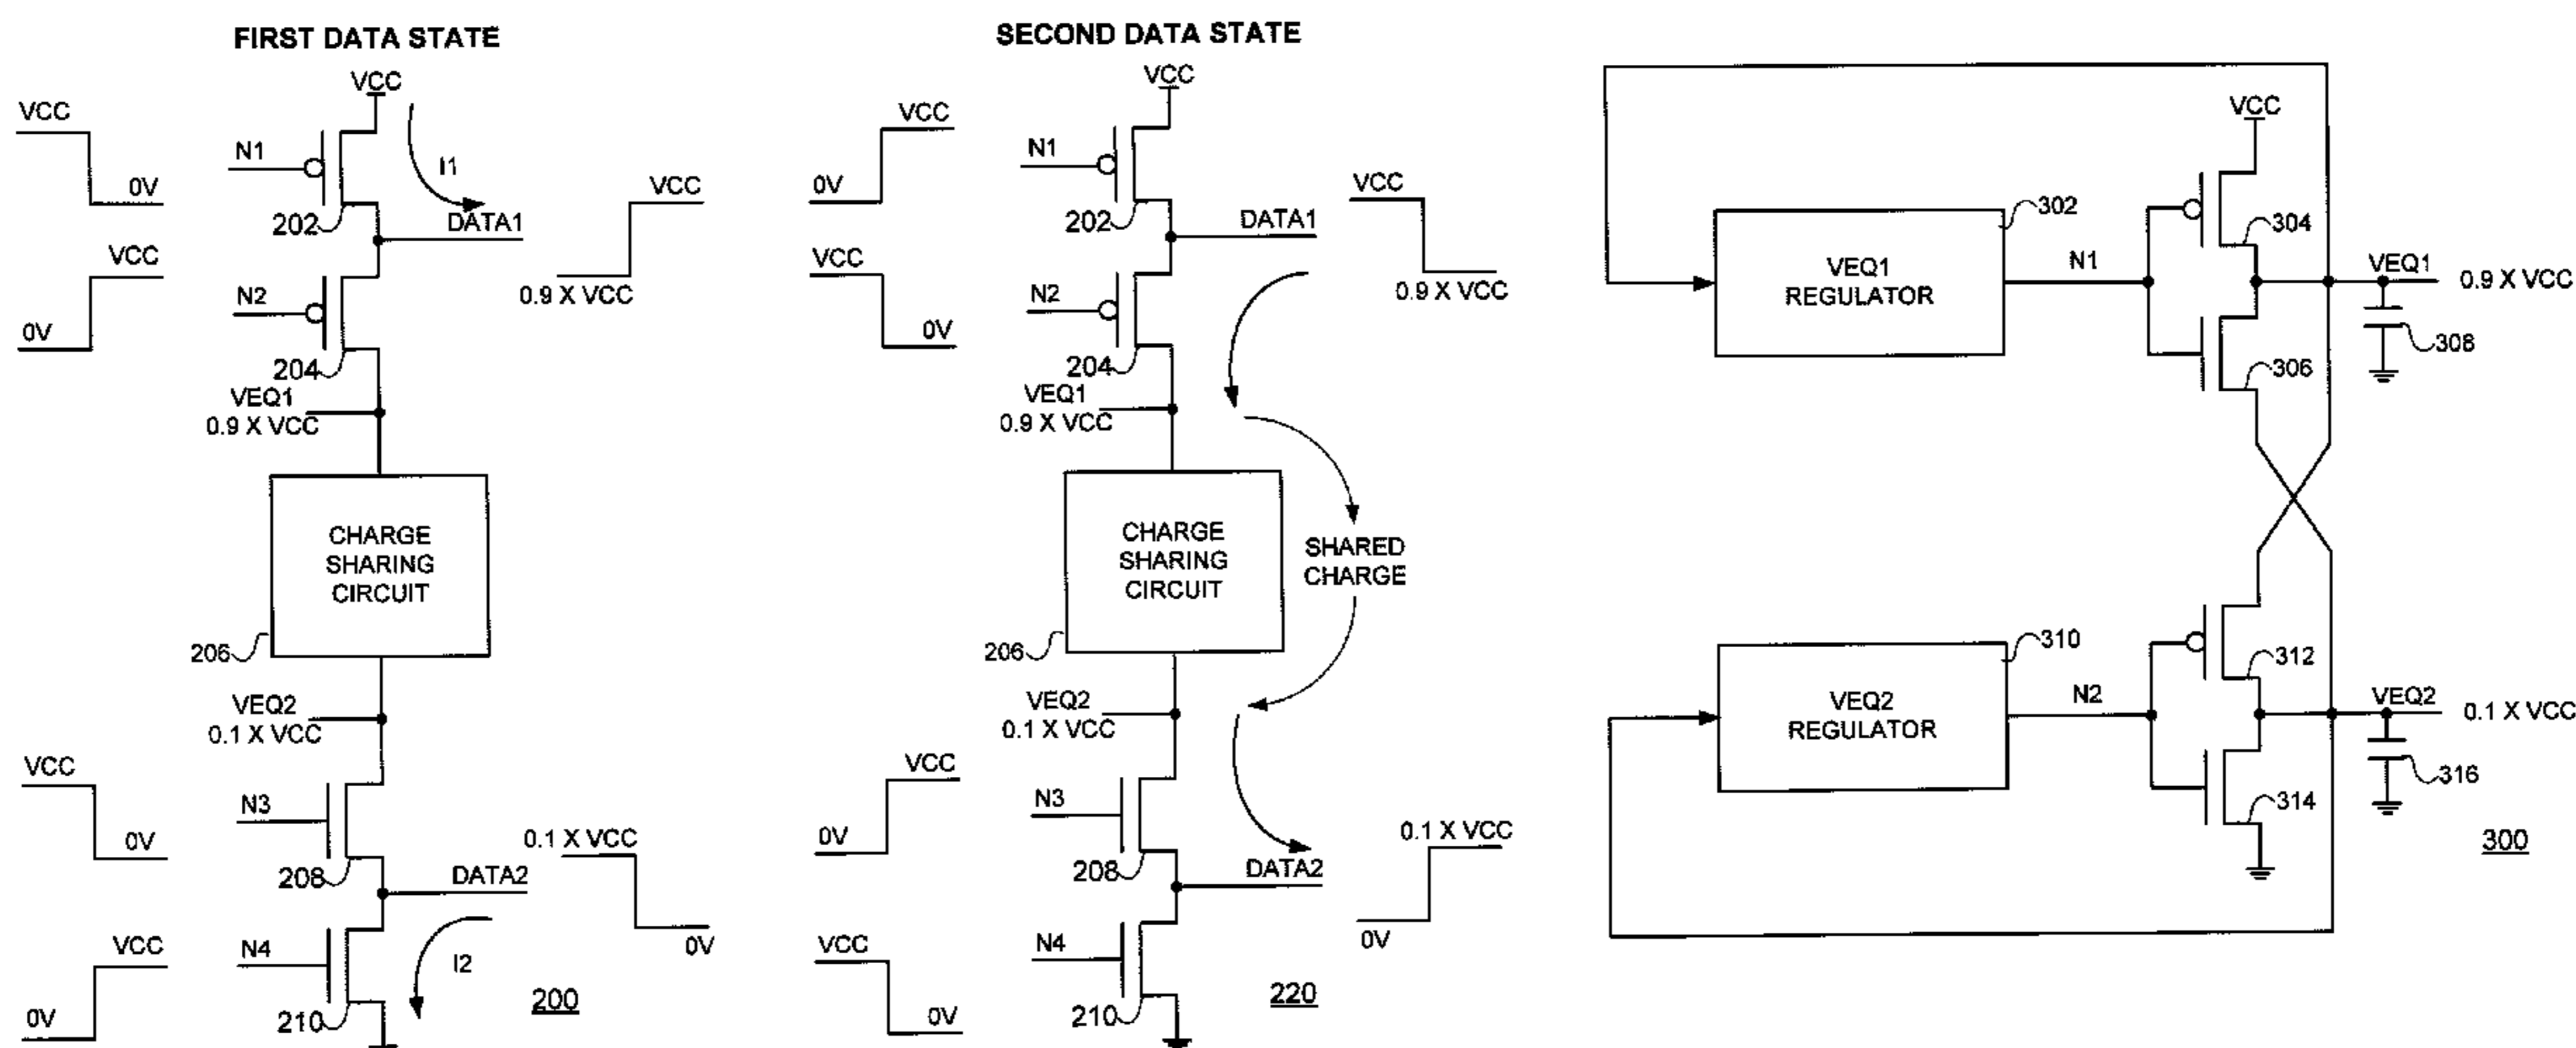 FIRST DATA STATE
VCC
VCC
0V
N1
I1
202
DATA1
VCC
0.9 X VCC
VCC
0V
N2
204
VEQ1
0.9 X VCC
CHARGE
SHARING
CIRCUIT
206
VEQ2
0.1 X VCC
VCC
0V
N3
208
DATA2
0.1 X VCC
0V
VCC
0V
N4
210
I2
200
SECOND DATA STATE
VCC
VCC
0V
N1
202
DATA1
VCC
0.9 X VCC
VCC
0V
N2
204
VEQ1
0.9 X VCC
CHARGE
SHARING
CIRCUIT
206
SHARED
CHARGE
VEQ2
0.1 X VCC
VCC
0V
N3
208
DATA2
0.1 X VCC
0V
VCC
0V
N4
210
220
VCC
302
VEQ1
REGULATOR
N1
304
VEQ1
0.9 X VCC
308
306
310
VEQ2
REGULATOR
N2
312
VEQ2
0.1 X VCC
316
314
300